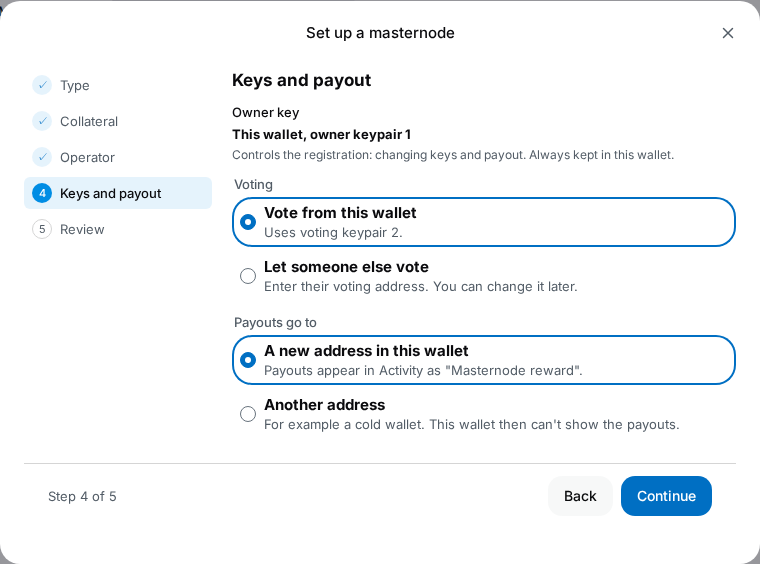 Set up a masternode
Type
Collateral
Operator
4 Keys and payout
5 Review
Keys and payout
Owner key
This wallet, owner keypair 1
Controls the registration: changing keys and payout. Always kept in this wallet.
Voting
Vote from this wallet
Uses voting keypair 2.
Let someone else vote
Enter their voting address. You can change it later.
Payouts go to
A new address in this wallet
Payouts appear in Activity as "Masternode reward".
Another address
For example a cold wallet. This wallet then can't show the payouts.
Step 4 of 5
Back
Continue